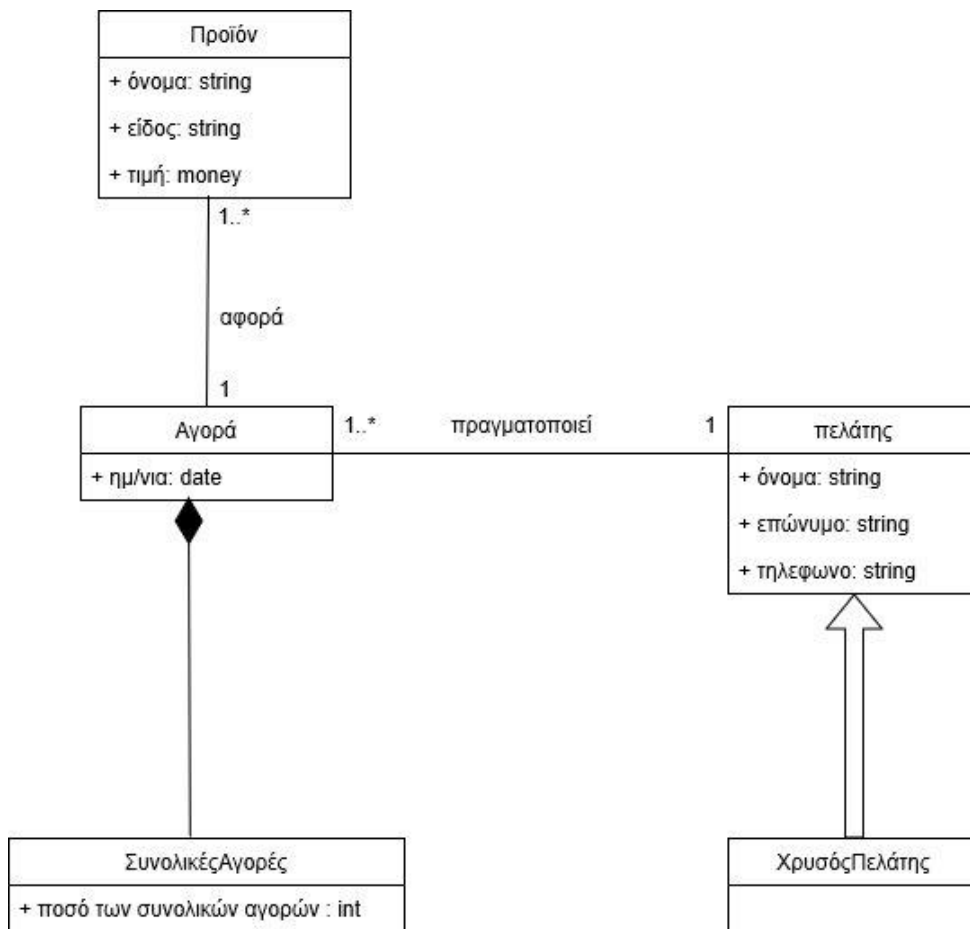 Προϊόν
+ όνομα: string
+ είδος: string
+ τιμή: money
1..*
αφορά
1
Αγορά
+ ημ/νια: date
1..* πραγματοποιεί 1
πελάτης
+ όνομα: string
+ επώνυμο: string
+ τηλεφωνο: string
ΣυνολικέςΑγορές
+ ποσό των συνολικών αγορών : int
ΧρυσόςΠελάτης